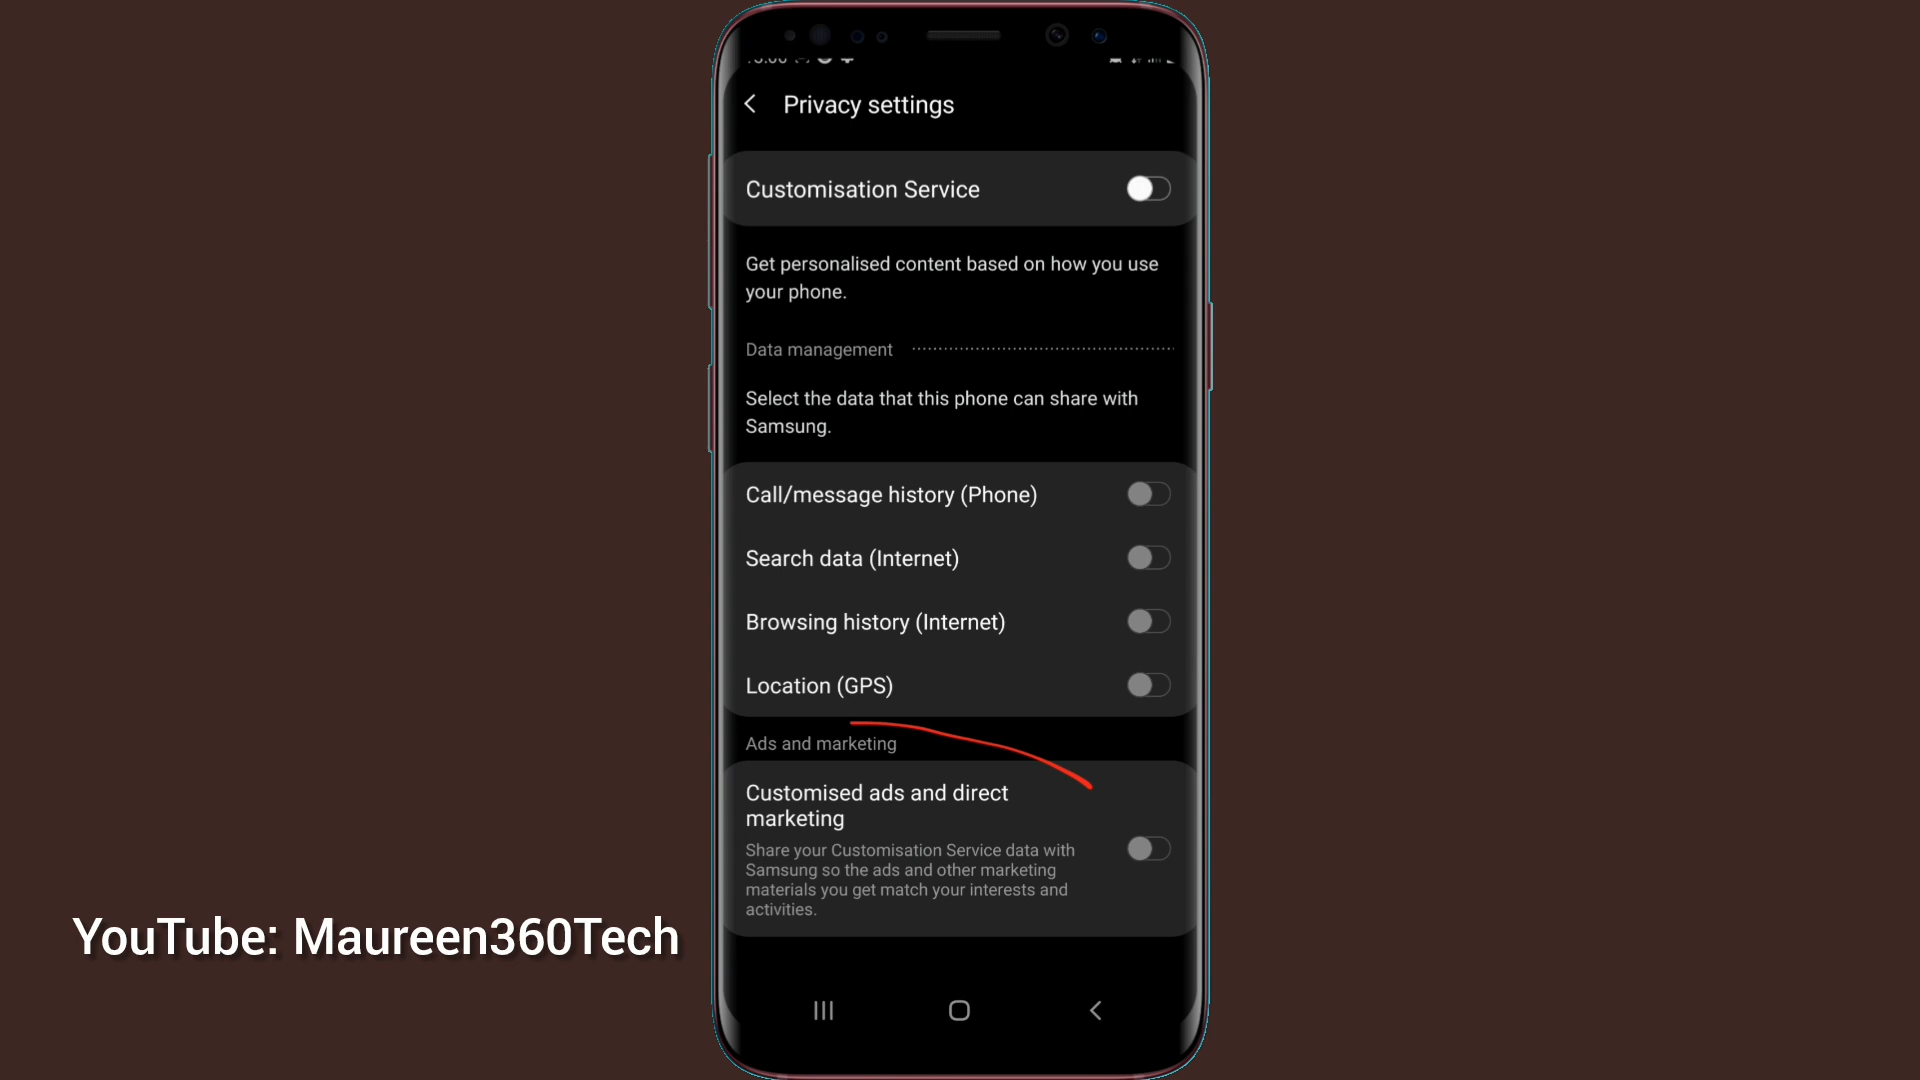 Privacy settings
Customisation Service
Get personalised content based on how you use
your phone.
Data management
Select the data that this phone can share with
Samsung.
Call/message history (Phone)
Search data (Internet)
Browsing history (Internet)
Location (GPS)
Ads and marketing
Customised ads and direct
marketing
Share your Customisation Service data with
Samsung so the ads and other marketing
materials you get match your interests and
activities.
YouTube: Maureen360Tech